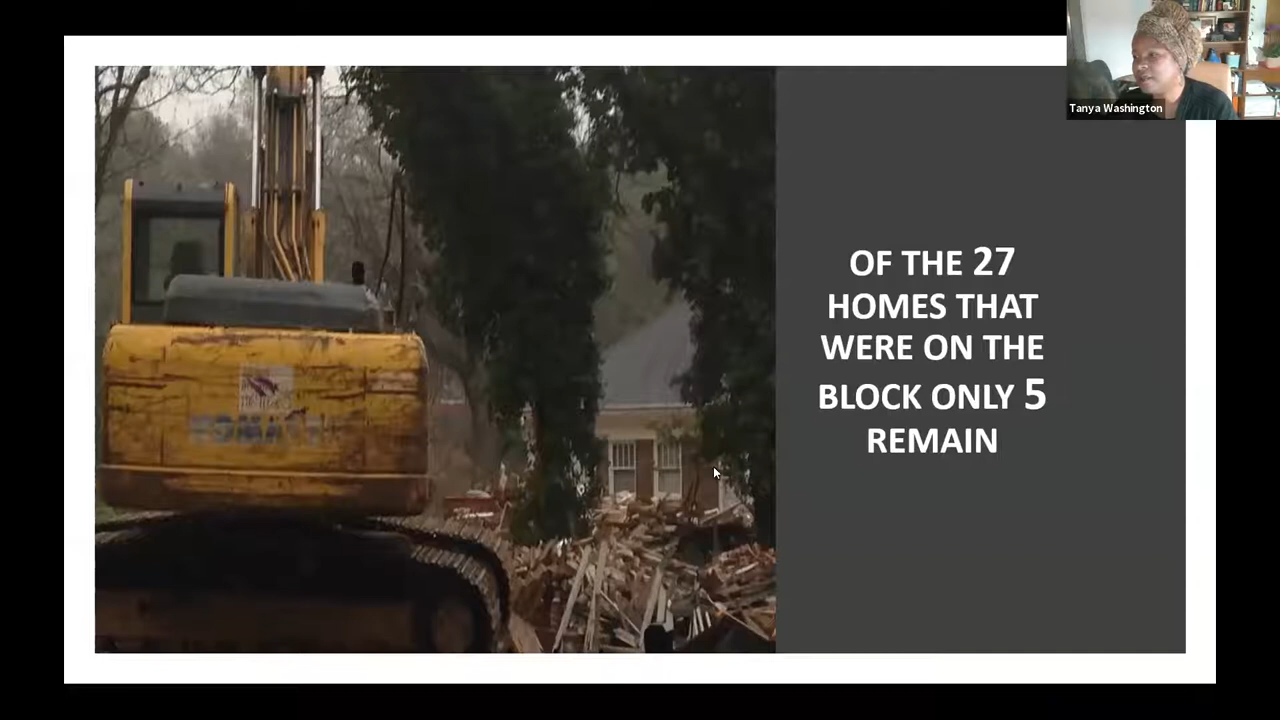 Tanya Washington
OF THE 27
HOMES THAT
WERE ON THE
BLOCK ONLY 5
REMAIN